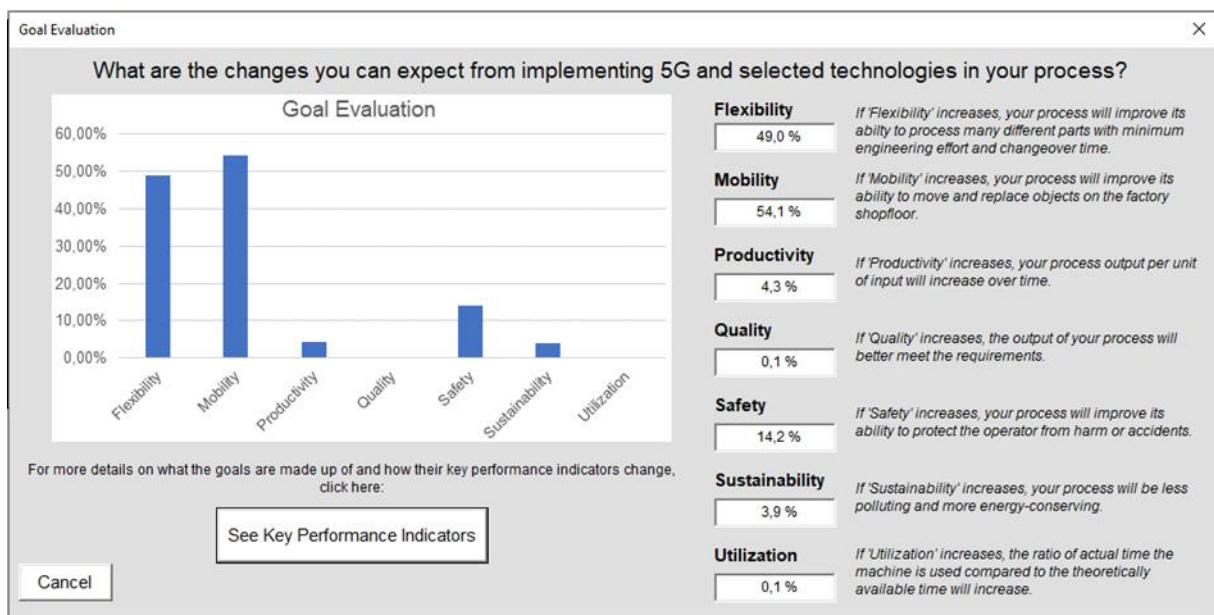 Goal Evaluation
What are the changes you can expect from implementing 5G and selected technologies in your process?
Goal Evaluation
60,00%
50,00%
40,00%
30,00%
20,00%
10,00%
0,00%
Flexibility
Mobility
Productivity
Quality
Safety
Sustainability
Utilization
For more details on what the goals are made up of and how their key performance indicators change,
click here:
See Key Performance Indicators
Cancel
Flexibility
49,0 %
If 'Flexibility' increases, your process will improve its
abilty to process many different parts with minimum
engineering effort and changeover time.
Mobility
54,1 %
If 'Mobility' increases, your process will improve its
ability to move and replace objects on the factory
shopfloor.
Productivity
4,3 %
If 'Productivity' increases, your process output per unit
of input will increase over time.
Quality
0,1 %
If 'Quality' increases, the output of your process will
better meet the requirements.
Safety
14,2 %
If 'Safety' increases, your process will improve its
ability to protect the operator from harm or accidents.
Sustainability
3,9 %
If 'Sustainability' increases, your process will be less
polluting and more energy-conserving.
Utilization
0,1 %
If 'Utilization' increases, the ratio of actual time the
machine is used compared to the theoretically
available time will increase.